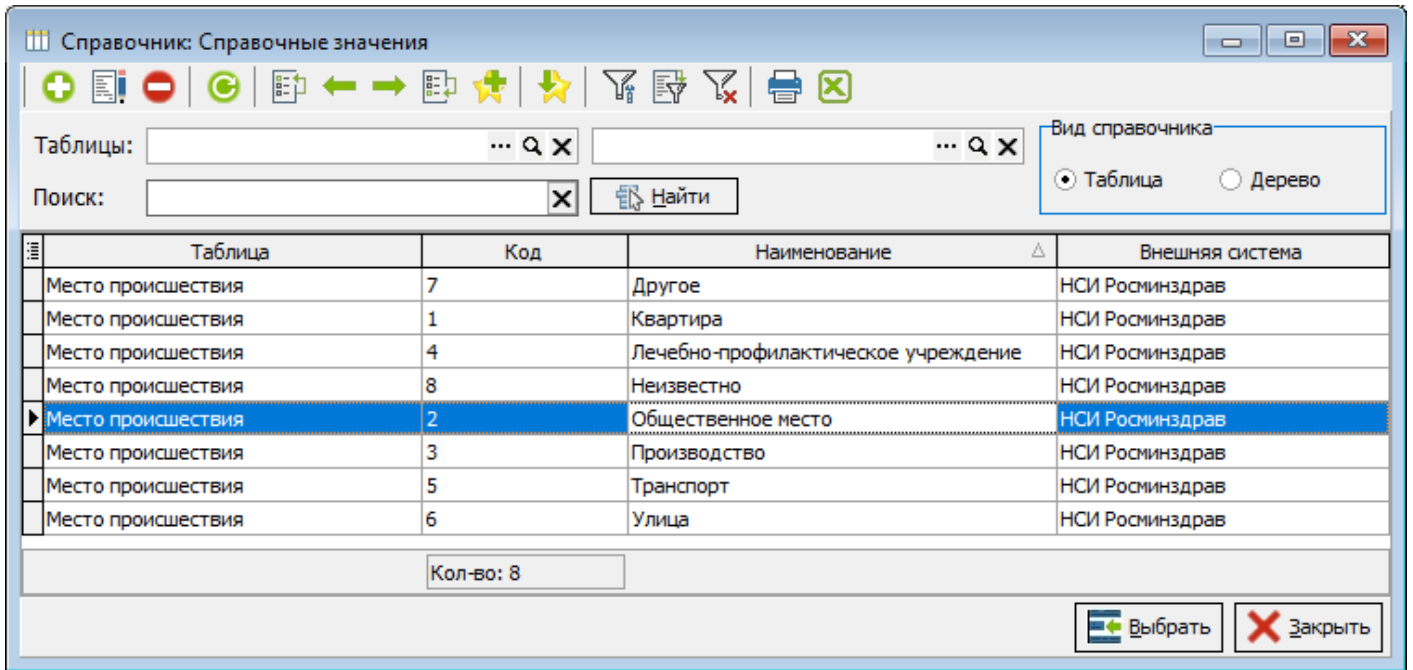 Справочник: Справочные значения
Таблицы:
Вид справочника
Таблица Дерево
Поиск: Найти
Таблица Код Наименование Внешняя система
Место происшествия 7 Другое НСИ Росминздрав
Место происшествия 1 Квартира НСИ Росминздрав
Место происшествия 4 Лечебно-профилактическое учреждение НСИ Росминздрав
Место происшествия 8 Неизвестно НСИ Росминздрав
Место происшествия 2 Общественное место НСИ Росминздрав
Место происшествия 3 Производство НСИ Росминздрав
Место происшествия 5 Транспорт НСИ Росминздрав
Место происшествия 6 Улица НСИ Росминздрав
Кол-во: 8
Выбрать Закрыть